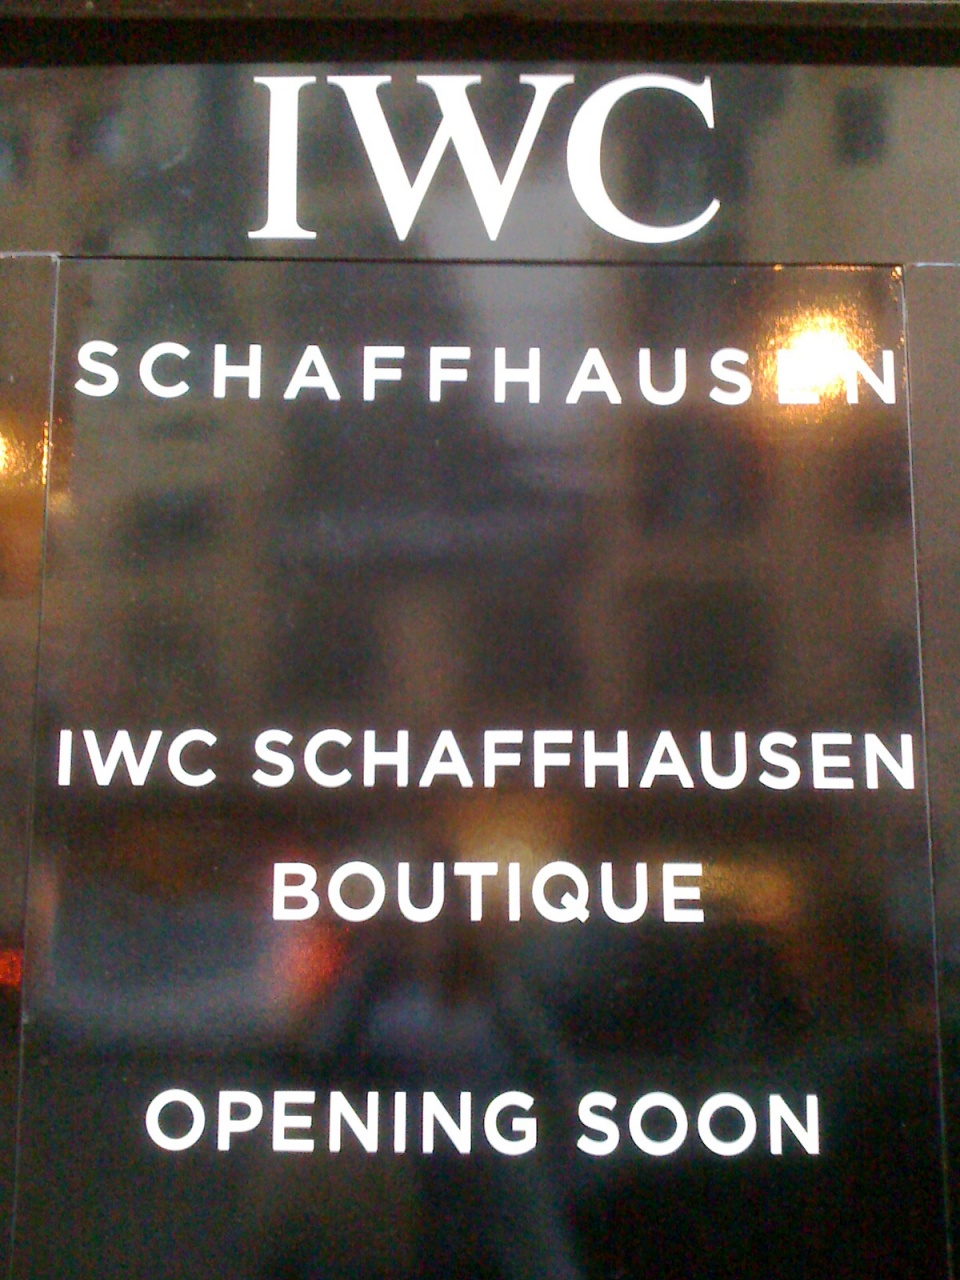 IWC
SCHAFFHAUSEN
IWC SCHAFFHAUSEN
BOUTIQUE
OPENING SOON